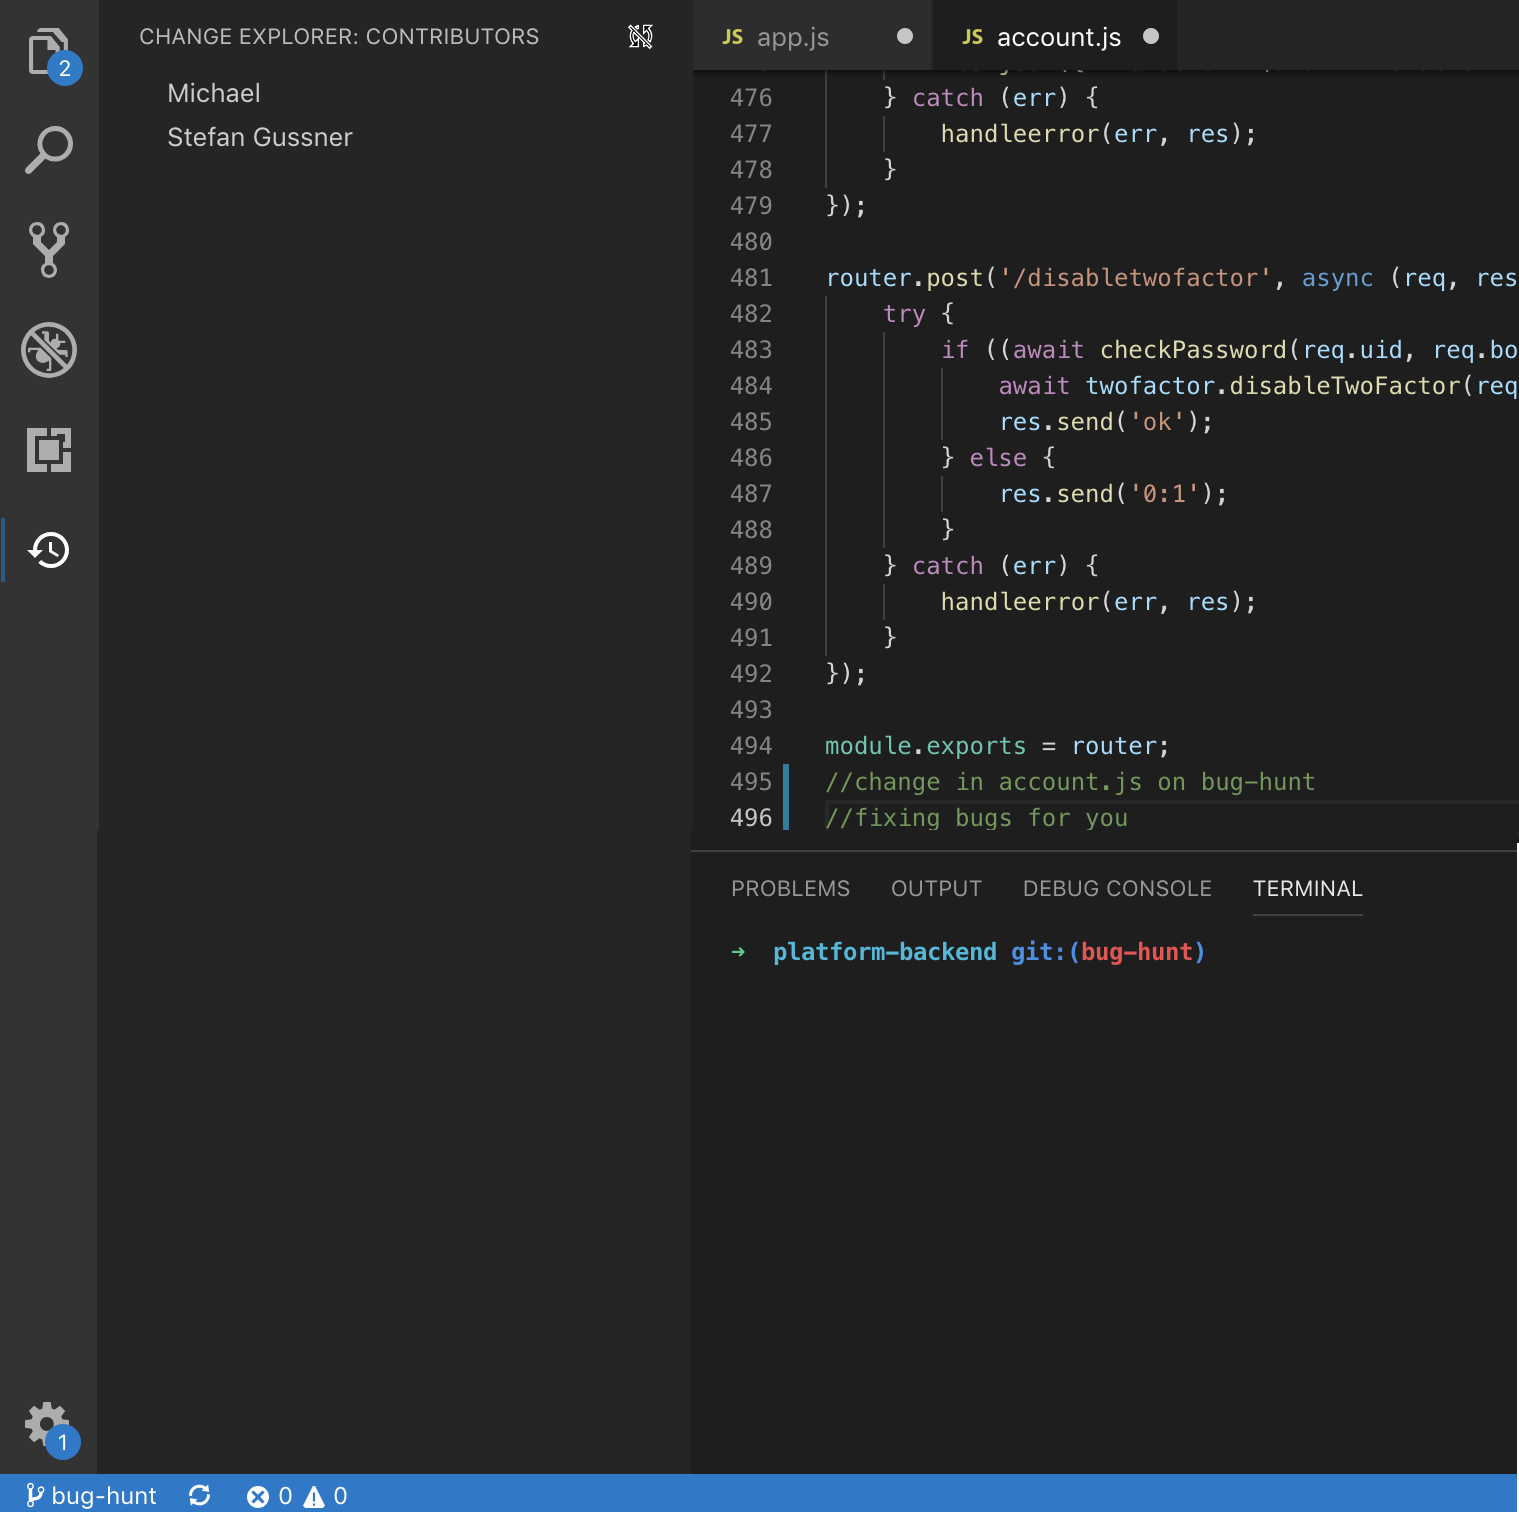 2
CHANGE EXPLORER: CONTRIBUTORS
Michael
Stefan Gussner
JS app.js
JS account.js
476 } catch (err) {
477 handleerror(err, res);
478 }
479 });
480
481 router.post('/disabletwofactor', async (req, res
482 try {
483 if ((await checkPassword(req.uid, req.bo
484 await twofactor.disableTwoFactor(req
485 res.send('ok');
486 } else {
487 res.send('0:1');
488 }
489 } catch (err) {
490 handleerror(err, res);
491 }
492 });
493
494 module.exports = router;
495 //change in account.js on bug-hunt
496 //fixing bugs for you
PROBLEMS OUTPUT DEBUG CONSOLE TERMINAL
➜ platform-backend git:(bug-hunt)
1
bug-hunt 0 0